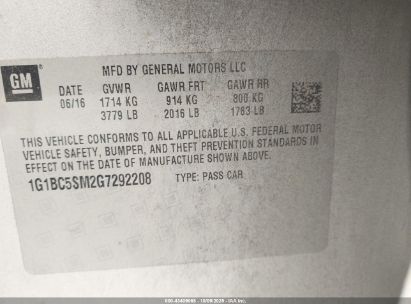 GM
MFD BY GENERAL MOTORS LLC
DATE GVWR GAWR FRT GAWR RR
06/16 1714 KG 914 KG 800 KG
3779 LB 2016 LB 1763 LB
THIS VEHICLE CONFORMS TO ALL APPLICABLE U.S. FEDERAL MOTOR
VEHICLE SAFETY, BUMPER, AND THEFT PREVENTION STANDARDS IN
EFFECT ON THE DATE OF MANUFACTURE SHOWN ABOVE.
1G1BC5SM2G7292208 TYPE: PASS CAR